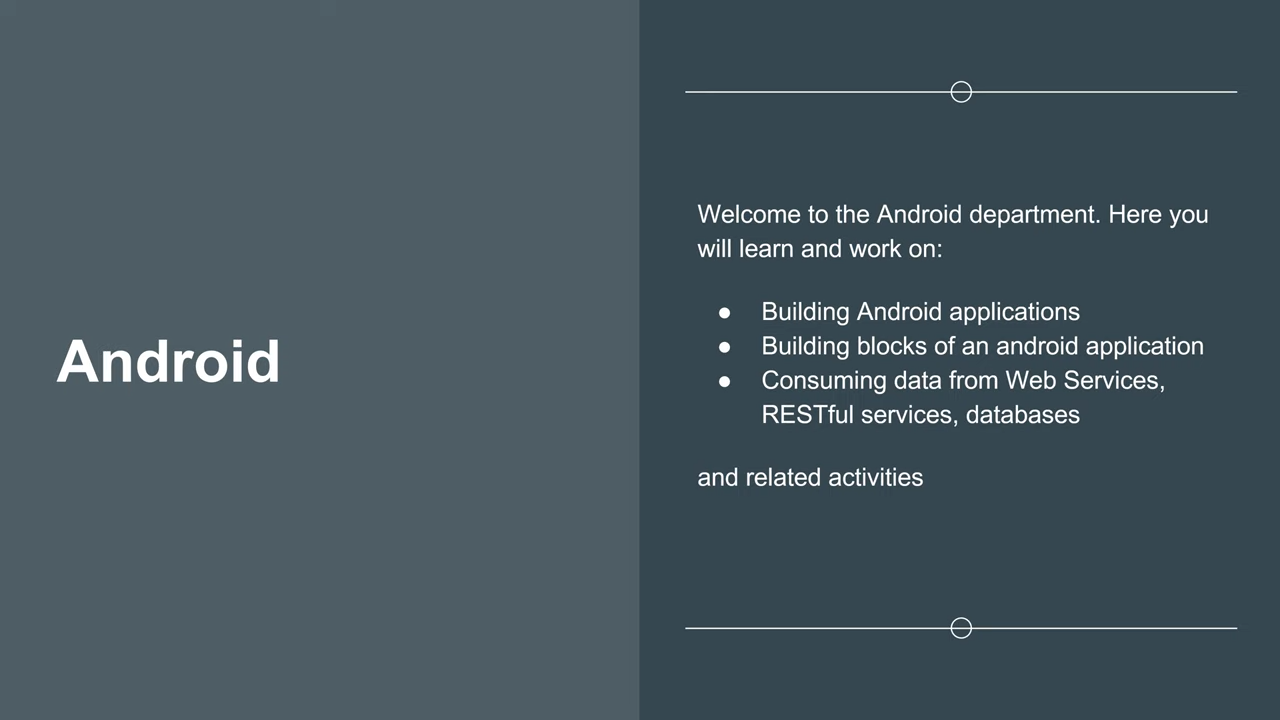 Android
Welcome to the Android department. Here you
will learn and work on:
● Building Android applications
● Building blocks of an android application
● Consuming data from Web Services,
RESTful services, databases
and related activities